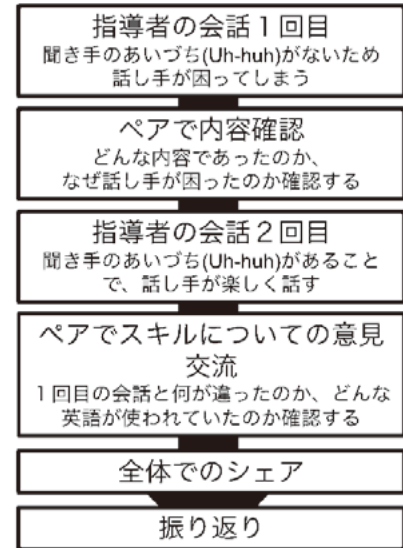 指導者の会話１回目
聞き手のあいづち(Uh-huh)がないため
話し手が困ってしまう
ペアで内容確認
どんな内容であったのか、
なぜ話し手が困ったのか確認する
指導者の会話２回目
聞き手のあいづち(Uh-huh)があること
で、話し手が楽しく話す
ペアでスキルについての意見
交流
１回目の会話と何が違ったのか、どんな
英語が使われていたのか確認する
全体でのシェア
振り返り